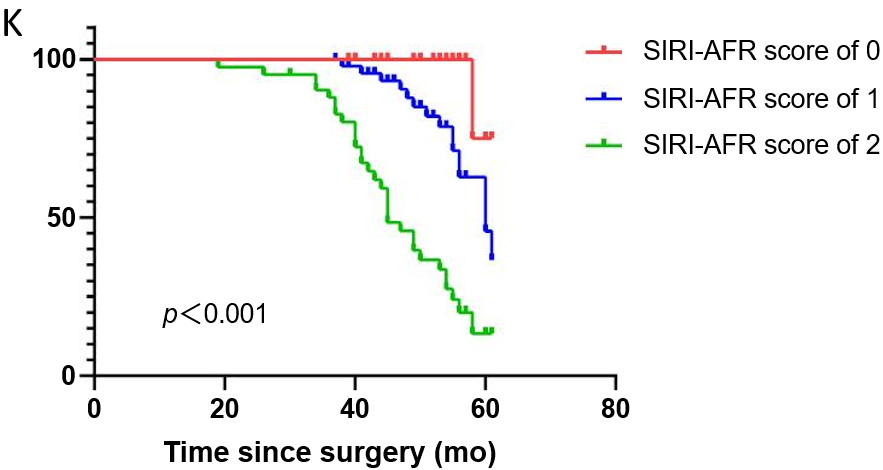 K
SIRI-AFR score of 0
SIRI-AFR score of 1
SIRI-AFR score of 2
100
50
0
p<0.001
0 20 40 60 80
Time since surgery (mo)